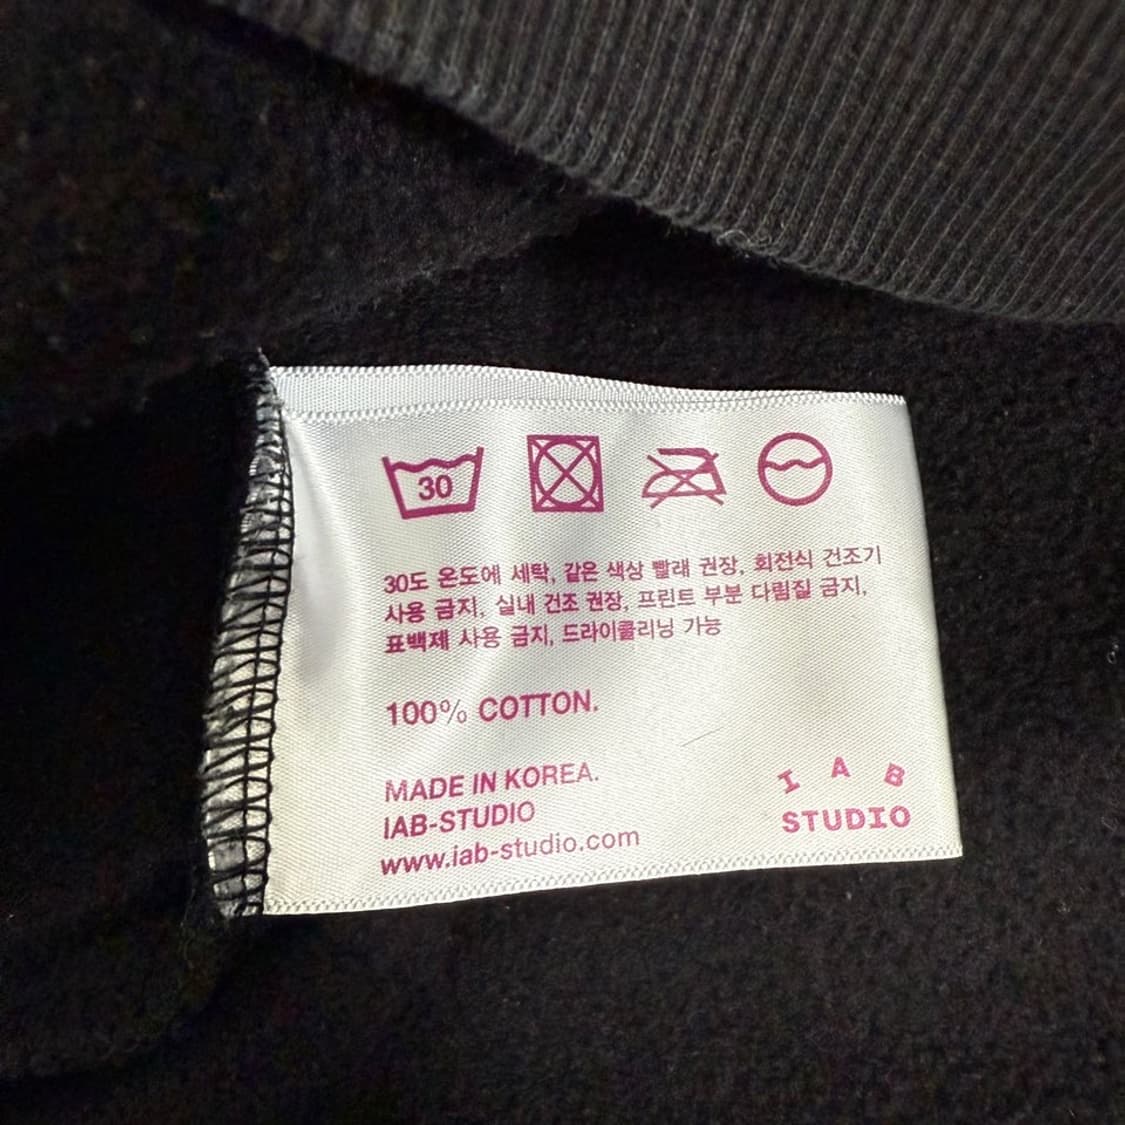 30
30도 온도에 세탁, 같은 색상 빨래 권장, 회전식 건조기
사용 금지, 실내 건조 권장, 프린트 부분 다림질 금지,
표백제 사용 금지, 드라이클리닝 가능
100% COTTON.
MADE IN KOREA.
IAB-STUDIO
www.iab-studio.com
I A B
STUDIO